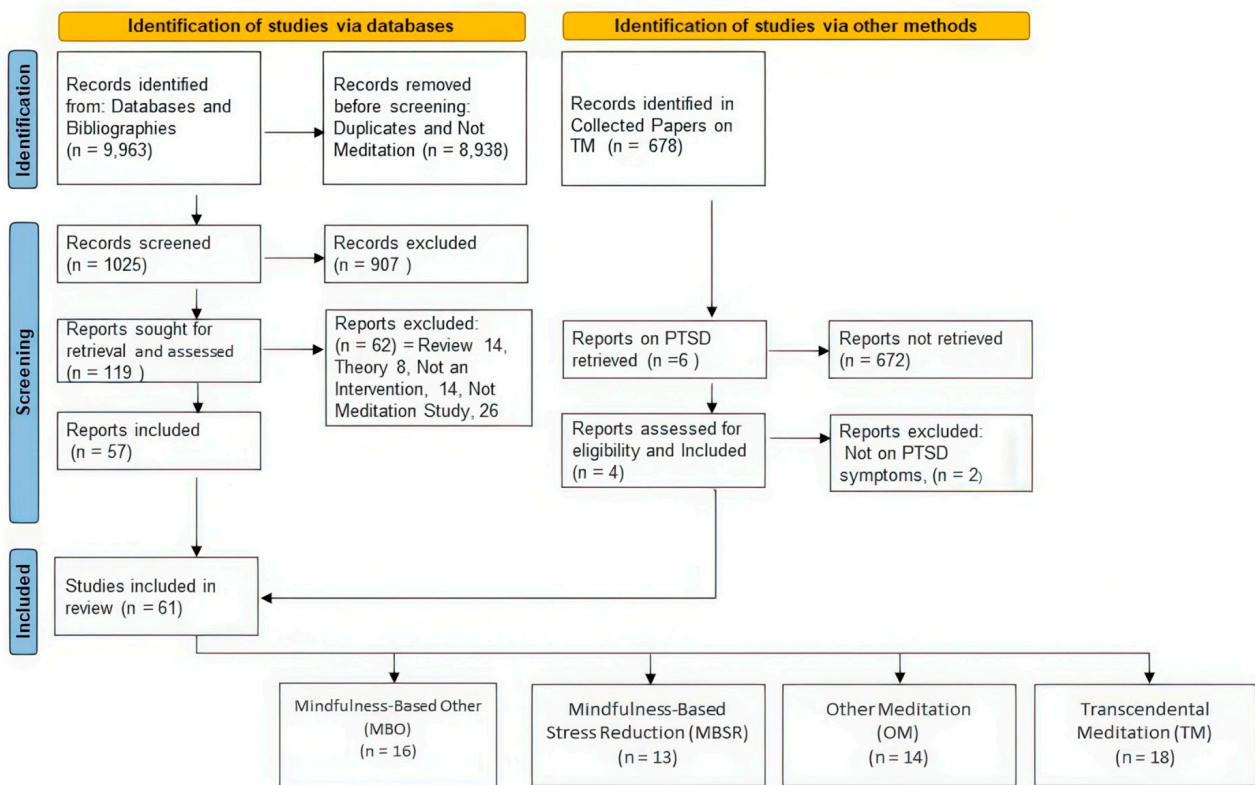 Identification of studies via databases
Identification of studies via other methods
Identification
Records identified
from: Databases and
Bibliographies
(n = 9,963)
Records removed
before screening:
Duplicates and Not
Meditation (n = 8,938)
Records identified in
Collected Papers on
TM (n = 678)
Screening
Records screened
(n = 1025)
Records excluded
(n = 907 )
Reports sought for
retrieval and assessed
(n = 119 )
Reports excluded:
(n = 62) = Review 14,
Theory 8, Not an
Intervention, 14, Not
Meditation Study, 26
Reports on PTSD
retrieved (n =6 )
Reports not retrieved
(n = 672)
Reports included
(n = 57)
Reports assessed for
eligibility and Included
(n = 4)
Reports excluded:
Not on PTSD
symptoms, (n = 2)
Included
Studies included in
review (n = 61)
Mindfulness-Based Other
(MBO)
n = 16)
Mindfulness-Based
Stress Reduction (MBSR)
(n = 13)
Other Meditation
(OM)
n = 14)
Transcendental
Meditation (TM)
(n = 18)